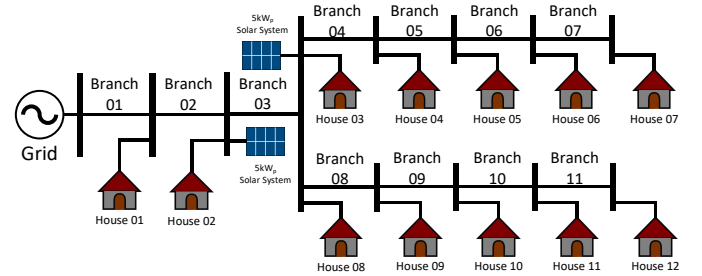 5kWp
Solar System
Branch
04
Branch
05
Branch
06
Branch
07
House 03
House 04
House 05
House 06
House 07
Branch
01
Branch
02
Branch
03
Grid
5kWp
Solar System
House 01
House 02
Branch
08
Branch
09
Branch
10
Branch
11
House 08
House 09
House 10
House 11
House 12